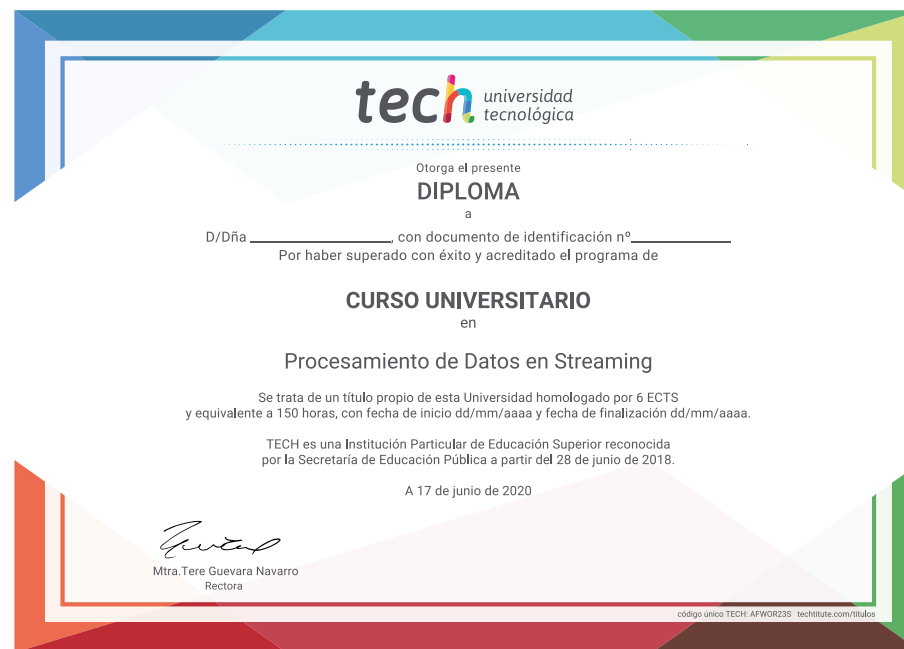 tech universidad
tecnológica
Otorga el presente
DIPLOMA
a
D/Dña ____________________, con documento de identificación nº______________
Por haber superado con éxito y acreditado el programa de
CURSO UNIVERSITARIO
en
Procesamiento de Datos en Streaming
Se trata de un título propio de esta Universidad homologado por 6 ECTS
y equivalente a 150 horas, con fecha de inicio dd/mm/aaaa y fecha de finalización dd/mm/aaaa.
TECH es una Institución Particular de Educación Superior reconocida
por la Secretaría de Educación Pública a partir del 28 de junio de 2018.
A 17 de junio de 2020
Mtra.Tere Guevara Navarro
Rectora
código único TECH: AFWOR23S techtitute.com/titulos